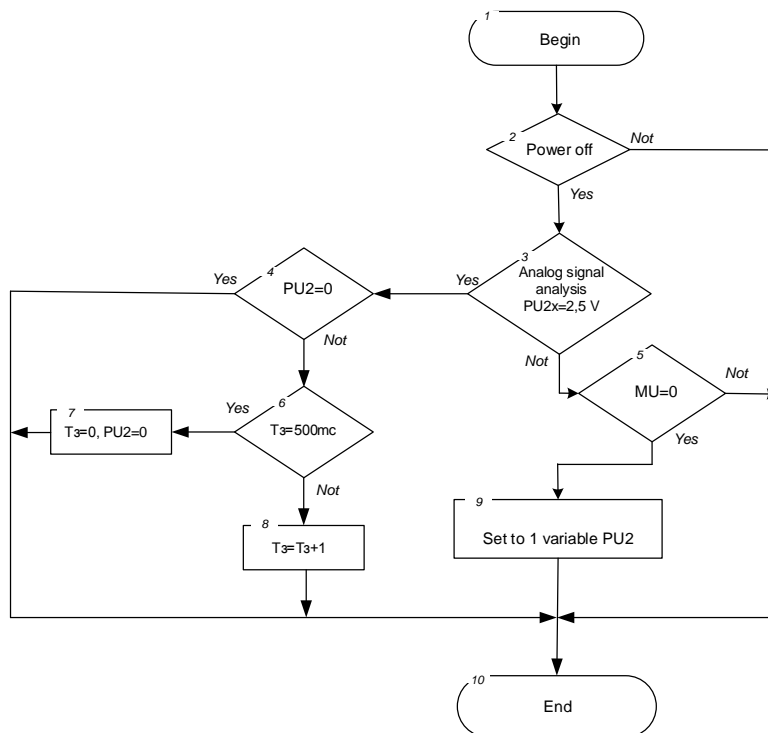 1
Begin
2
Power off
Not
Yes
3
Analog signal
analysis
PU2x=2,5 V
Yes
Not
4
PU2=0
Yes
Not
5
MU=0
Not
Yes
6
T3=500mc
Yes
Not
7
T3=0, PU2=0
8
T3=T3+1
9
Set to 1 variable PU2
10
End